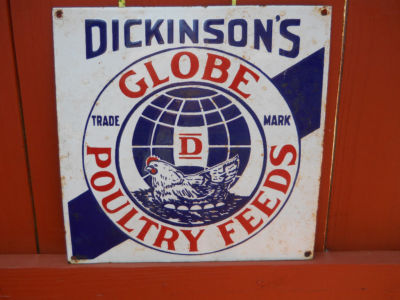 DICKINSON'S
GLOBE
TRADE MARK
D
POULTRY FEEDS